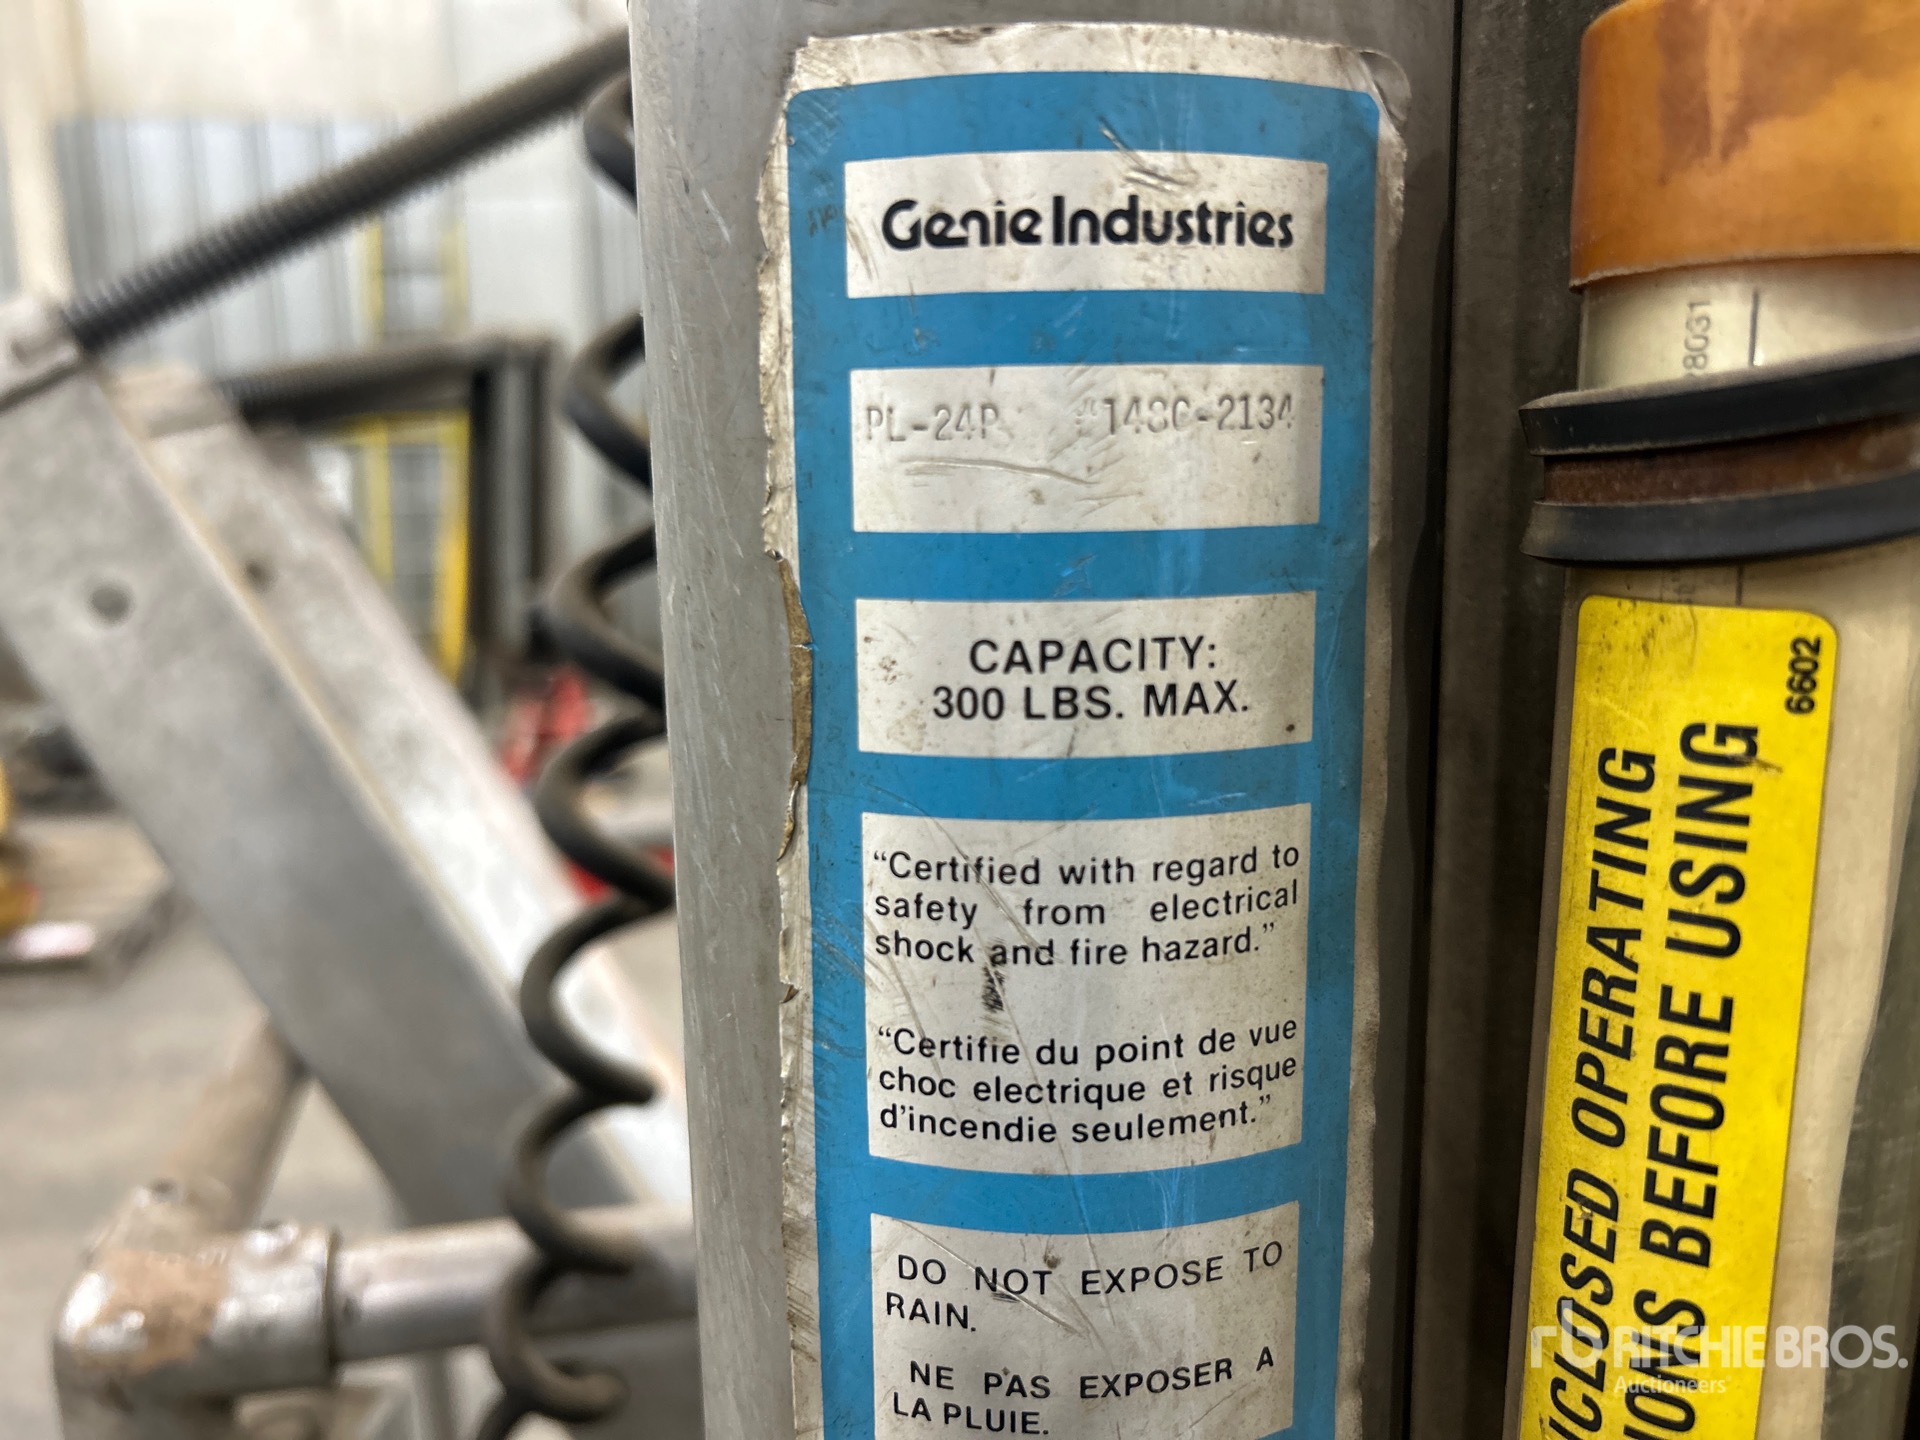 Genie Industries
PL-24P #1480-2134
CAPACITY:
300 LBS. MAX.
“Certified with regard to
safety from electrical
shock and fire hazard.”
“Certifie du point de vue
choc electrique et risque
d'incendie seulement.”
DO NOT EXPOSE TO
RAIN.
NE PAS EXPOSER A
LA PLUIE.
OPERATING
BEFORE USING
6602
RITCHIE BROS.
Auctioneers